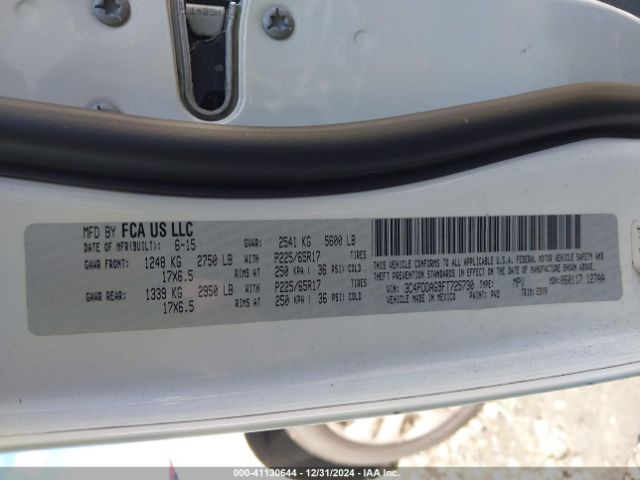 MFD BY FCA US LLC
DATE OF MFR(BUILT): 6-15 GVWR: 2541 KG 5600 LB
GAWR FRONT: 1248 KG 2750 LB WITH P225/65R17 TIRES
17X6.5 RIMS AT 250 KPA ( 36 PSI) COLD
GAWR REAR: 1339 KG 2950 LB WITH P225/65R17 TIRES
17X6.5 RIMS AT 250 KPA ( 36 PSI) COLD
THIS VEHICLE CONFORMS TO ALL APPLICABLE U.S.A. FEDERAL MOTOR VEHICLE SAFETY AND
THEFT PREVENTION STANDARDS IN EFFECT ON THE DATE OF MANUFACTURE SHOWN ABOVE.
VIN: 3C4PDDAG9FT725730 TYPE: MPV MDH: 060117 127AA
VEHICLE MADE IN MEXICO PAINT: PW3 TRIM:
000-41130644 - 12/31/2024 - IAA Inc.